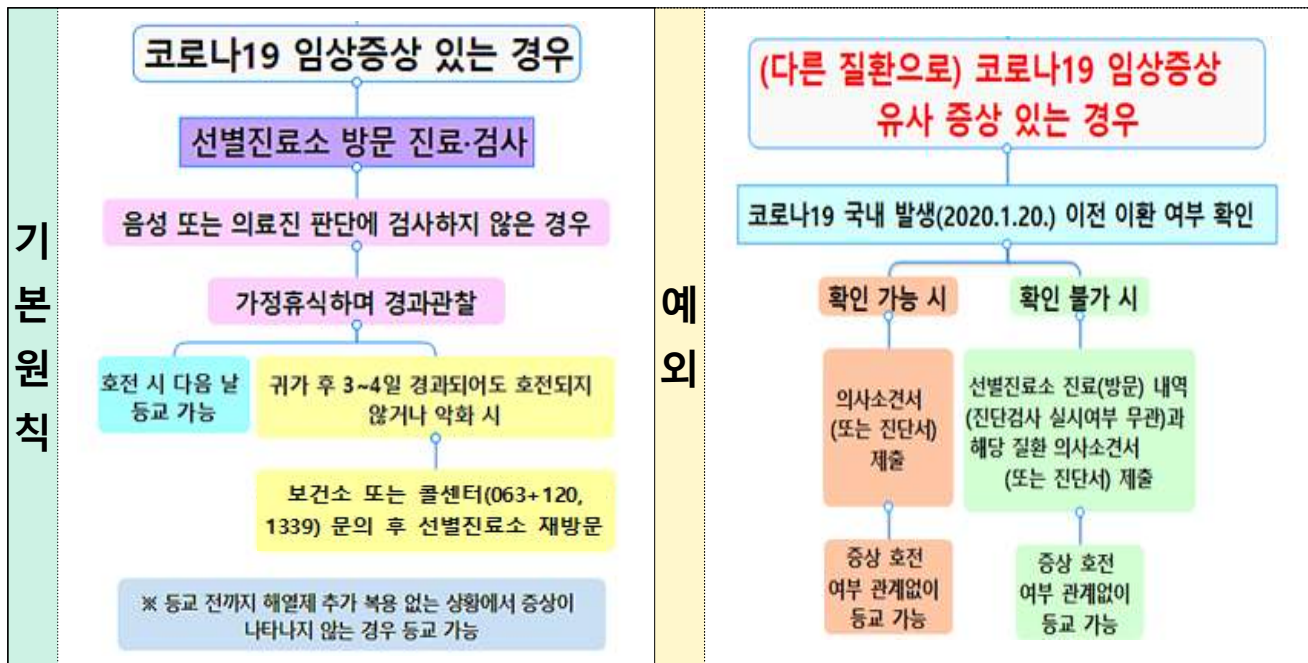 기
본
원
칙
코로나19 임상증상 있는 경우
선별진료소 방문 진료·검사
음성 또는 의료진 판단에 검사하지 않은 경우
가정휴식하며 경과관찰
호전 시 다음 날
등교 가능
귀가 후 3~4일 경과되어도 호전되지
않거나 악화 시
보건소 또는 콜센터(063+120,
1339) 문의 후 선별진료소 재방문
※ 등교 전까지 해열제 추가 복용 없는 상황에서 증상이
나타나지 않는 경우 등교 가능
예
외
(다른 질환으로) 코로나19 임상증상
유사 증상 있는 경우
코로나19 국내 발생(2020.1.20.) 이전 이환 여부 확인
확인 가능 시
의사소견서
(또는 진단서)
제출
증상 호전
여부 관계없이
등교 가능
확인 불가 시
선별진료소 진료(방문) 내역
(진단검사 실시여부 무관)과
해당 질환 의사소견서
(또는 진단서) 제출
증상 호전
여부 관계없이
등교 가능